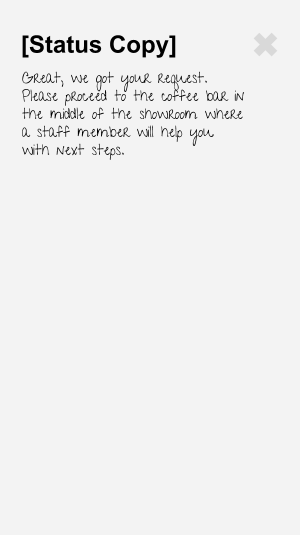 [Status Copy]
Great, we got your request.
Please proceed to the coffee bar in
the middle of the showroom where
a staff member will help you
with next steps.